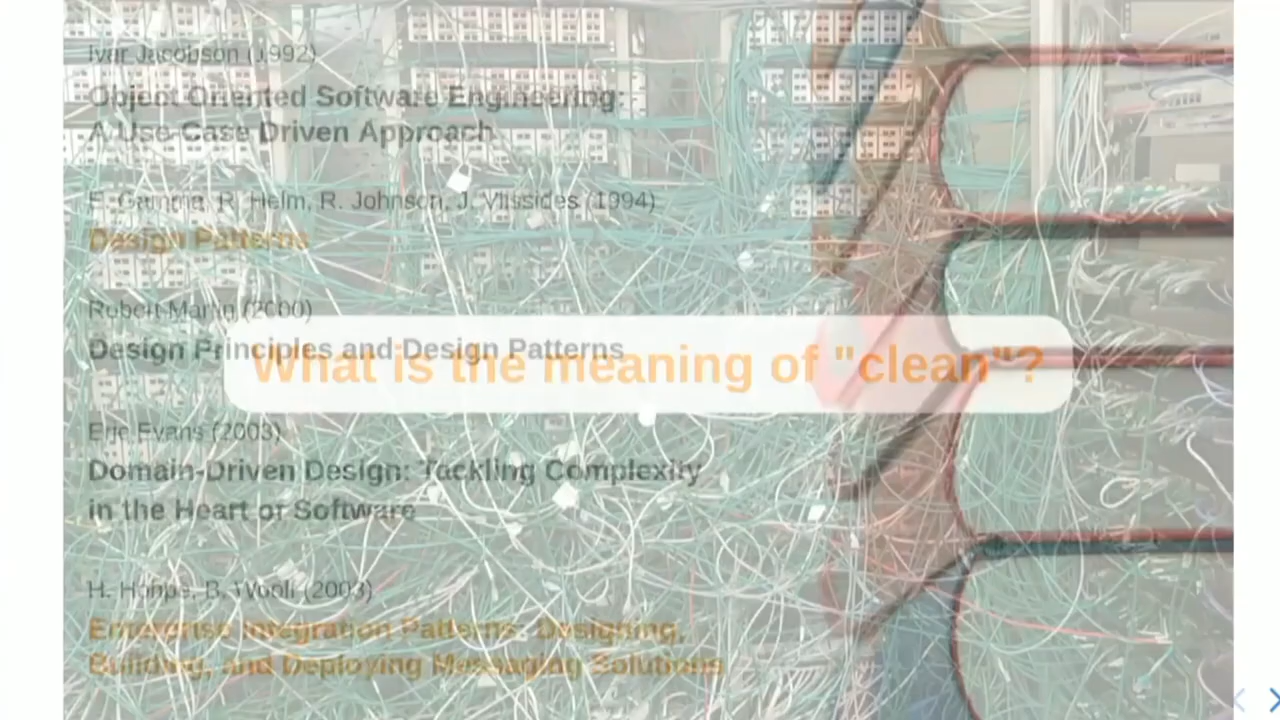 Ivar Jacobson (1992)
Object Oriented Software Engineering:
A Use Case Driven Approach
E. Gamma, R. Helm, R. Johnson, J. Vlissides (1994)
Design Patterns
Robert Martin (2000)
Design Principles and Design Patterns
What is the meaning of "clean"?
Eric Evans (2003)
Domain-Driven Design: Tackling Complexity
in the Heart of Software
H. Hohpe, B. Woolf (2003)
Enterprise Integration Patterns: Designing,
Building, and Deploying Messaging Solutions